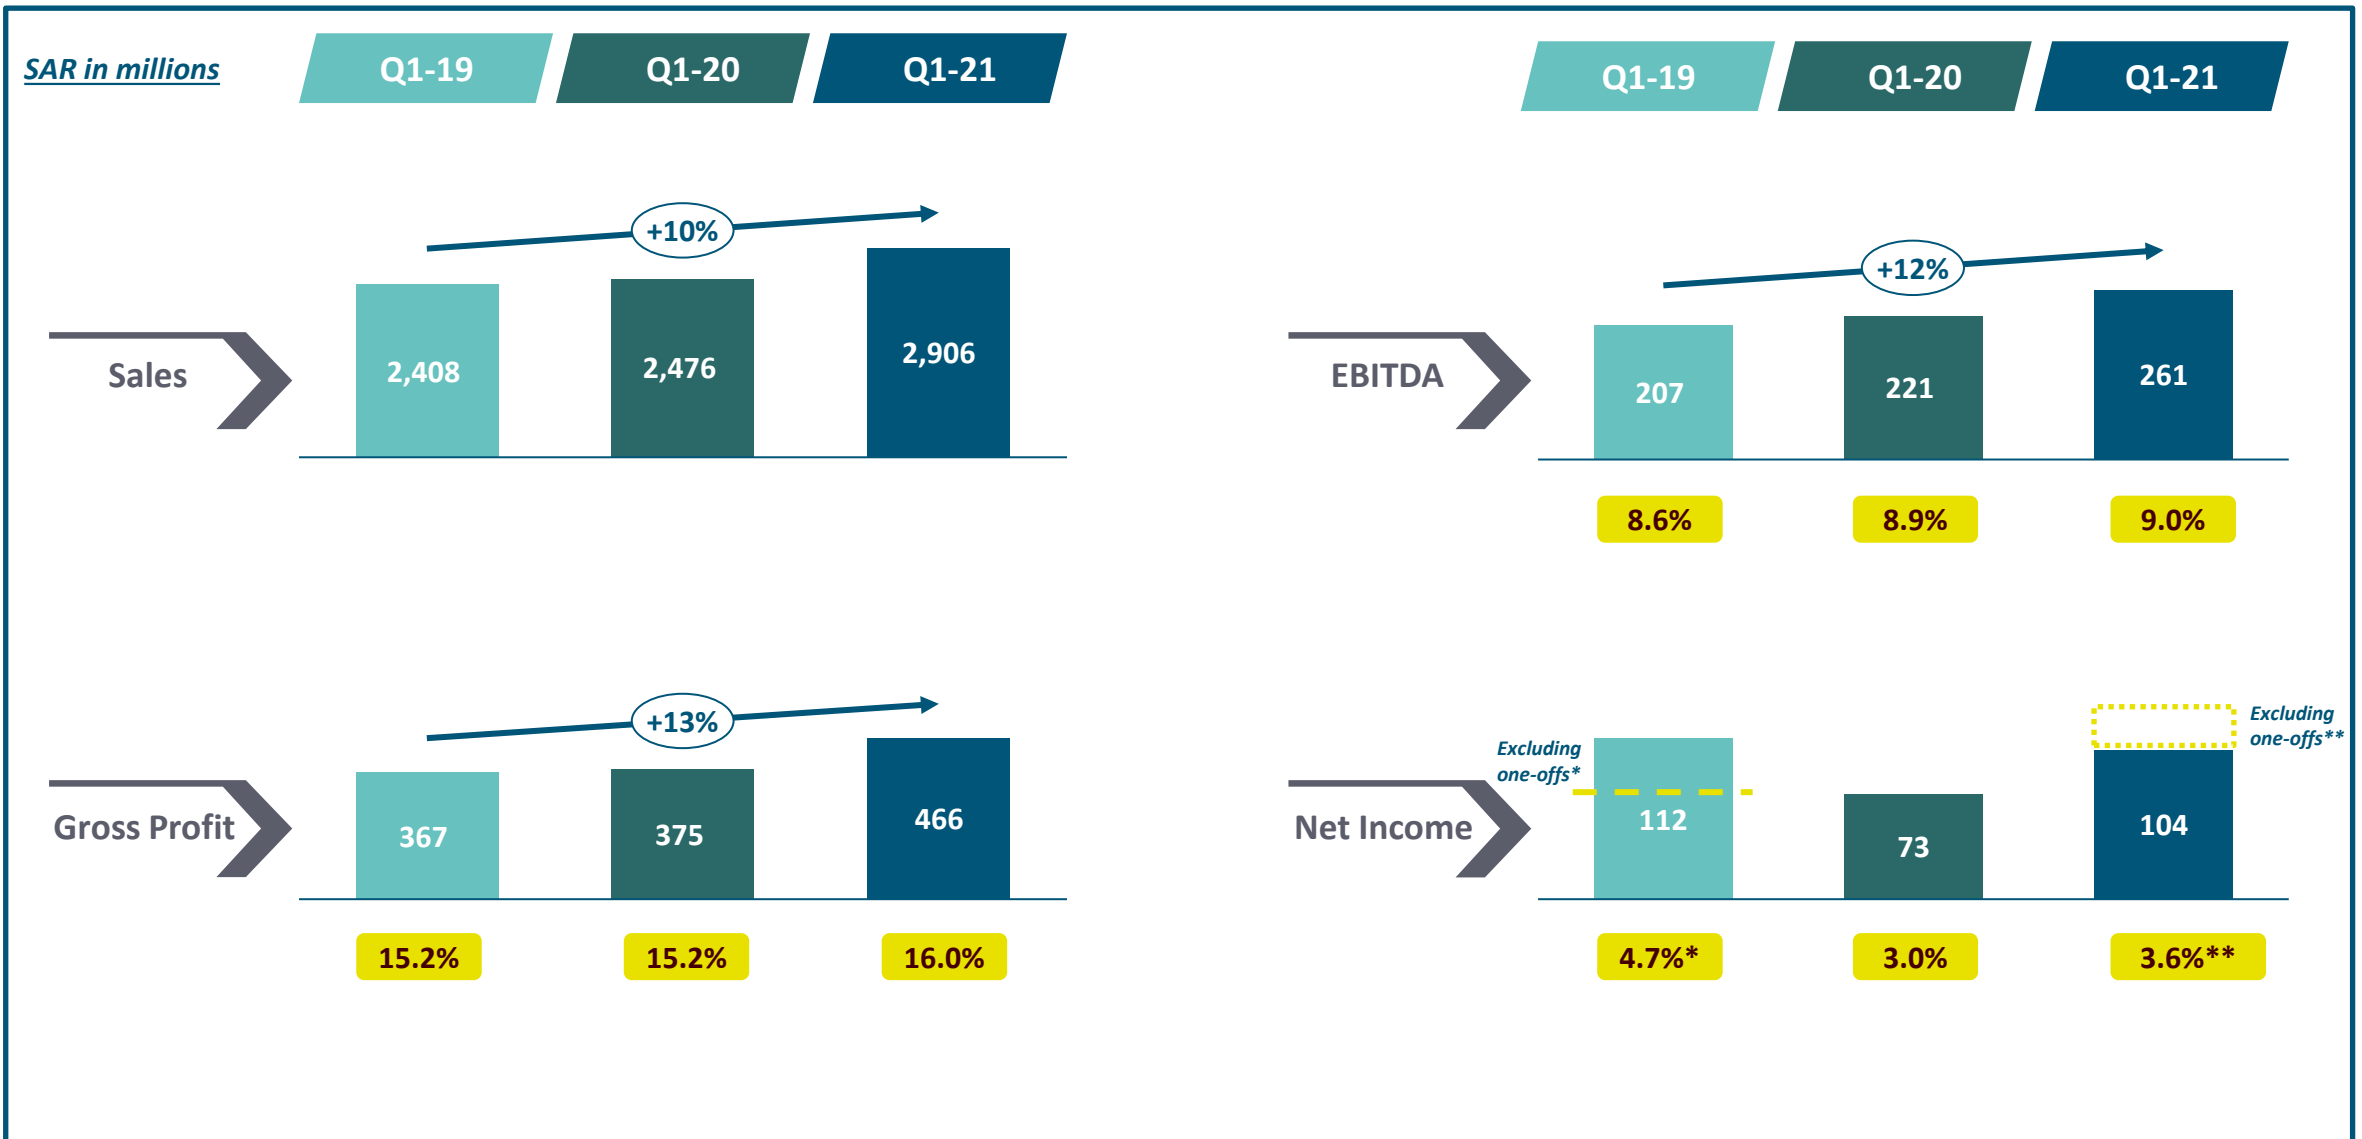 SAR in millions
Q1-19
Q1-20
Q1-21
Sales
+10%
2,408
2,476
2,906
Gross Profit
+13%
367
375
466
15.2%
15.2%
16.0%
Q1-19
Q1-20
Q1-21
EBITDA
+12%
207
221
261
8.6%
8.9%
9.0%
Net Income
Excluding
one-offs*
112
73
104
Excluding
one-offs**
4.7%*
3.0%
3.6%**